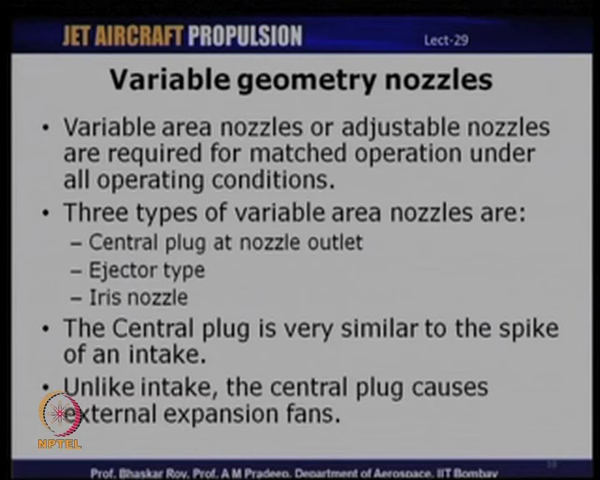 JET AIRCRAFT PROPULSION
Lect-29
Variable geometry nozzles
• Variable area nozzles or adjustable nozzles
are required for matched operation under
all operating conditions.
• Three types of variable area nozzles are:
– Central plug at nozzle outlet
– Ejector type
– Iris nozzle
• The Central plug is very similar to the spike
of an intake.
• Unlike intake, the central plug causes
external expansion fans.
NPTEL
Prof. Bhaskar Roy, Prof. A M Pradeep, Department of Aerospace, IIT Bombay